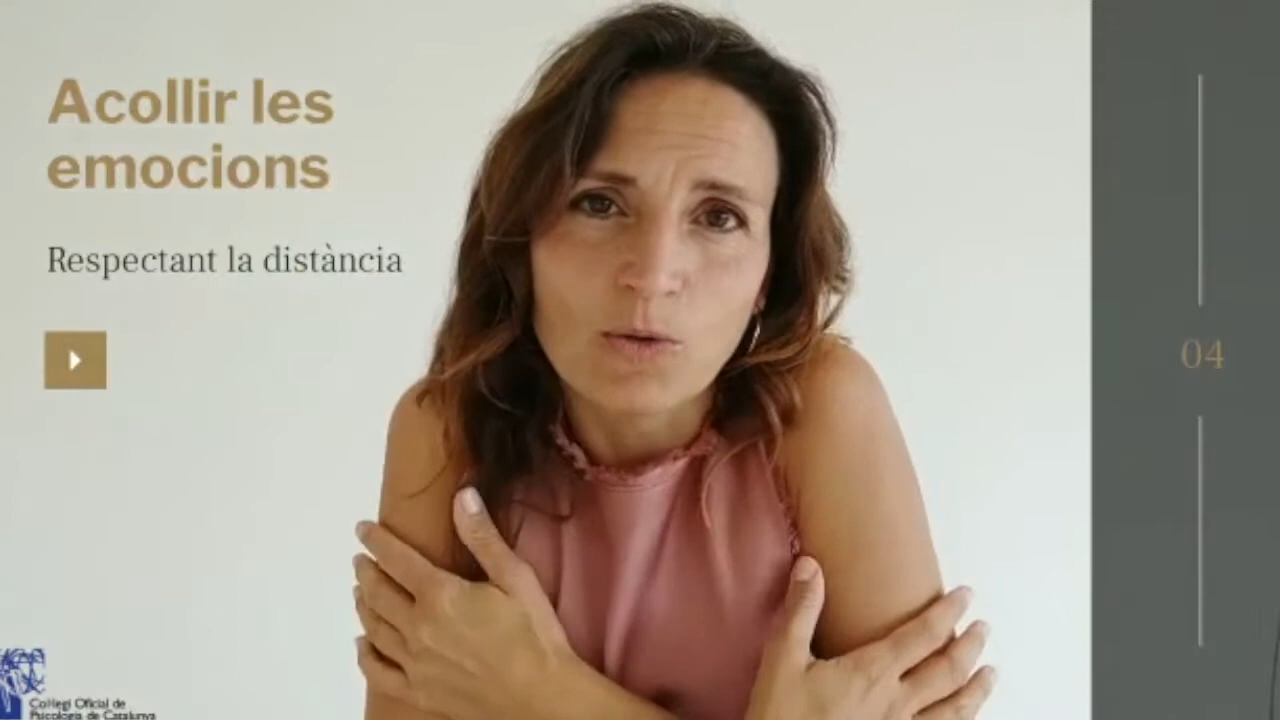 Acollir les
emocions
Respectant la distància
04
Col·legi Oficial de
Psicologia de Catalunya